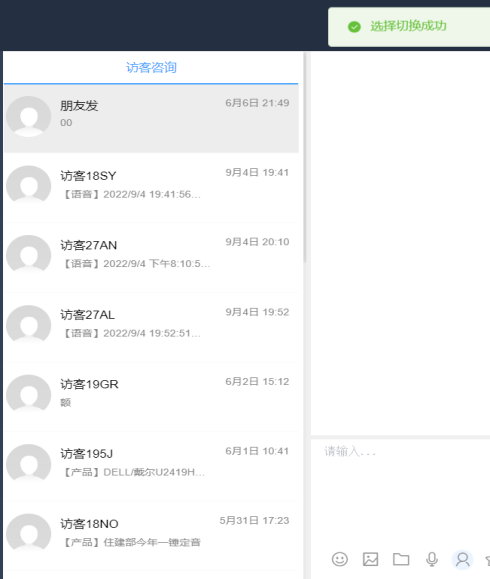 选择切换成功
访客咨询
朋友发 6月6日 21:49
00
访客18SY 9月4日 19:41
【语音】2022/9/4 19:41:56...
访客27AN 9月4日 20:10
【语音】2022/9/4 下午8:10:5...
访客27AL 9月4日 19:52
【语音】2022/9/4 19:52:51...
访客19GR 6月2日 15:12
额
访客195J 6月1日 10:41
【产品】DELL/戴尔U2419H...
请输入...
访客18NO 5月31日 17:23
【产品】住建部今年一锤定音